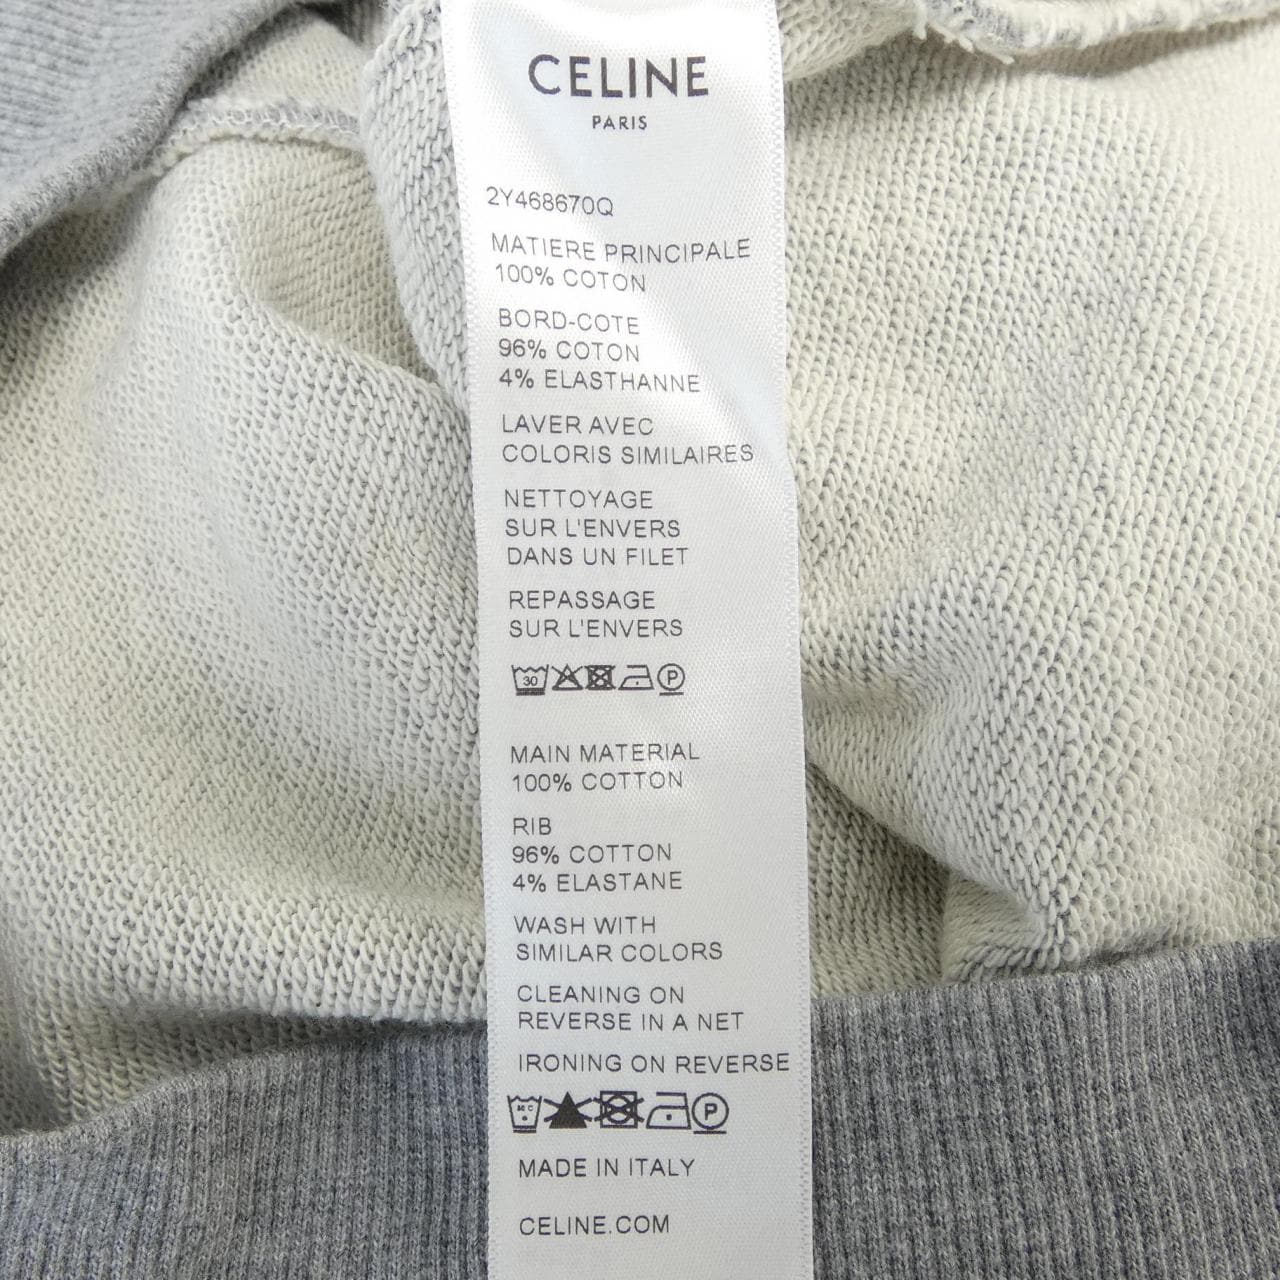 CELINE
PARIS
2Y468670Q
MATIERE PRINCIPALE
100% COTON
BORD-COTE
96% COTON
4% ELASTHANNE
LAVER AVEC
COLORIS SIMILAIRES
NETTOYAGE
SUR L'ENVERS
DANS UN FILET
REPASSAGE
SUR L'ENVERS
30 P
MAIN MATERIAL
100% COTTON
RIB
96% COTTON
4% ELASTANE
WASH WITH
SIMILAR COLORS
CLEANING ON
REVERSE IN A NET
IRONING ON REVERSE
MC P
MADE IN ITALY
CELINE.COM